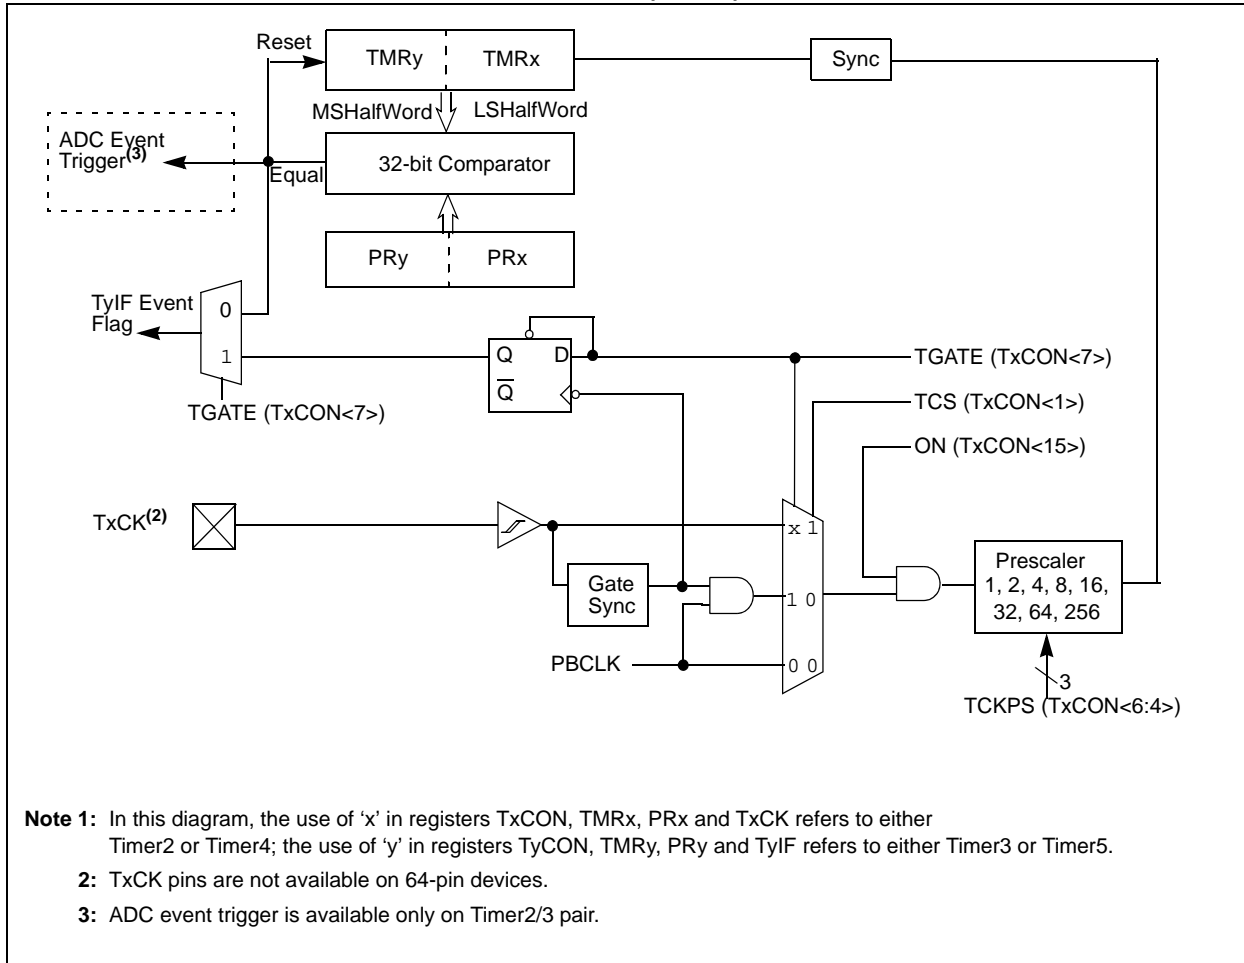 Reset
TMRy
TMRx
Sync
MSHalfWord
LSHalfWord
ADC Event
Trigger(3)
Equal
32-bit Comparator
PRy
PRx
TyIF Event
Flag
0
1
Q
D
Q
TGATE (TxCON<7>)
TGATE (TxCON<7>)
TCS (TxCON<1>)
ON (TxCON<15>)
TxCK(2)
x 1
Gate
Sync
1 0
Prescaler
1, 2, 4, 8, 16,
32, 64, 256
PBCLK
0 0
3
TCKPS (TxCON<6:4>)
Note 1: In this diagram, the use of ‘x’ in registers TxCON, TMRx, PRx and TxCK refers to either
Timer2 or Timer4; the use of ‘y’ in registers TyCON, TMRy, PRy and TyIF refers to either Timer3 or Timer5.
2: TxCK pins are not available on 64-pin devices.
3: ADC event trigger is available only on Timer2/3 pair.